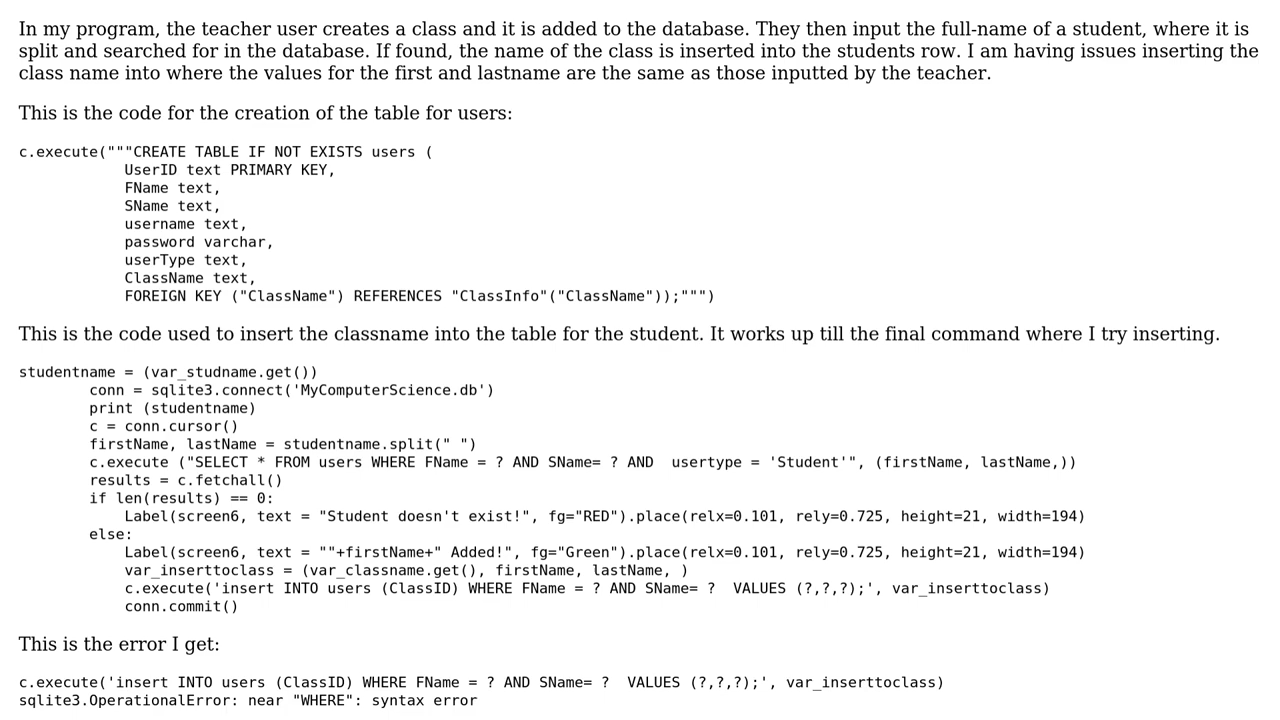 In my program, the teacher user creates a class and it is added to the database. They then input the full-name of a student, where it is
split and searched for in the database. If found, the name of the class is inserted into the students row. I am having issues inserting the
class name into where the values for the first and lastname are the same as those inputted by the teacher.
This is the code for the creation of the table for users:
c.execute("""CREATE TABLE IF NOT EXISTS users (
            UserID text PRIMARY KEY,
            FName text,
            SName text,
            username text,
            password varchar,
            userType text,
            ClassName text,
            FOREIGN KEY ("ClassName") REFERENCES "ClassInfo"("ClassName"));""")
This is the code used to insert the classname into the table for the student. It works up till the final command where I try inserting.
studentname = (var_studname.get())
        conn = sqlite3.connect('MyComputerScience.db')
        print (studentname)
        c = conn.cursor()
        firstName, lastName = studentname.split(" ")
        c.execute ("SELECT * FROM users WHERE FName = ? AND SName= ? AND  usertype = 'Student'", (firstName, lastName,))
        results = c.fetchall()
        if len(results) == 0:
            Label(screen6, text = "Student doesn't exist!", fg="RED").place(relx=0.101, rely=0.725, height=21, width=194)
        else:
            Label(screen6, text = ""+firstName+" Added!", fg="Green").place(relx=0.101, rely=0.725, height=21, width=194)
            var_inserttoclass = (var_classname.get(), firstName, lastName, )
            c.execute('insert INTO users (ClassID) WHERE FName = ? AND SName= ?  VALUES (?,?,?);', var_inserttoclass)
            conn.commit()
This is the error I get:
c.execute('insert INTO users (ClassID) WHERE FName = ? AND SName= ?  VALUES (?,?,?);', var_inserttoclass)
sqlite3.OperationalError: near "WHERE": syntax error